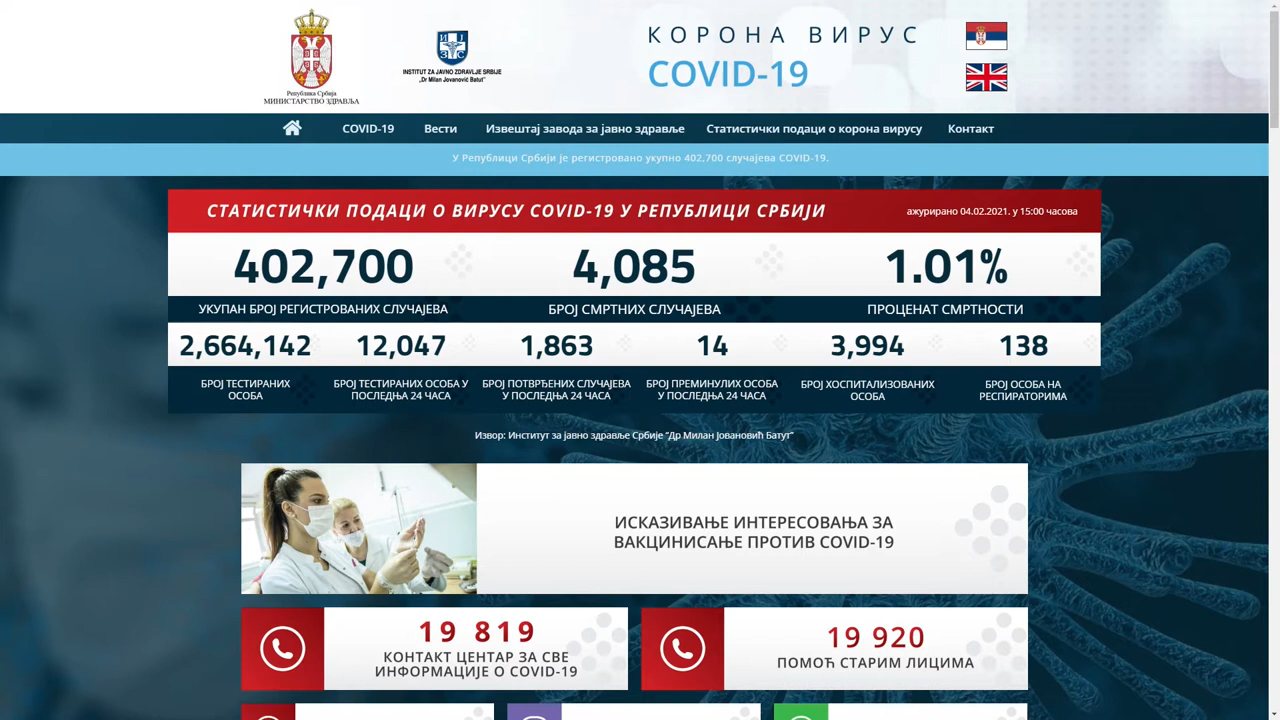 КОРОНА ВИРУС
COVID-19
Република Србија
МИНИСТАРСТВО ЗДРАВЉА
INSTITUT ZA JAVNO ZDRAVLJE SRBIJE
„Dr Milan Jovanović Batut"
COVID-19 Вести Извештај завода за јавно здравље Статистички подаци о корона вирусу Контакт
У Републици Србији је регистровано укупно 402,700 случајева COVID-19.
СТАТИСТИЧКИ ПОДАЦИ О ВИРУСУ COVID-19 У РЕПУБЛИЦИ СРБИЈИ
ажурирано 04.02.2021. у 15:00 часова
402,700 4,085 1.01%
УКУПАН БРОЈ РЕГИСТРОВАНИХ СЛУЧАЈЕВА БРОЈ СМРТНИХ СЛУЧАЈЕВА ПРОЦЕНАТ СМРТНОСТИ
2,664,142 12,047 1,863 14 3,994 138
БРОЈ ТЕСТИРАНИХ
ОСОБА
БРОЈ ТЕСТИРАНИХ ОСОБА У
ПОСЛЕДЊА 24 ЧАСА
БРОЈ ПОТВРЂЕНИХ СЛУЧАЈЕВА
У ПОСЛЕДЊА 24 ЧАСА
БРОЈ ПРЕМИНУЛИХ ОСОБА
У ПОСЛЕДЊА 24 ЧАСА
БРОЈ ХОСПИТАЛИЗОВАНИХ
ОСОБА
БРОЈ ОСОБА НА
РЕСПИРАТОРИМА
Извор: Институт за јавно здравље Србије "Др Милан Јовановић Батут"
ИСКАЗИВАЊЕ ИНТЕРЕСОВАЊА ЗА
ВАКЦИНИСАЊЕ ПРОТИВ COVID-19
19 819
КОНТАКТ ЦЕНТАР ЗА СВЕ
ИНФОРМАЦИЈЕ О COVID-19
19 920
ПОМОЋ СТАРИМ ЛИЦИМА